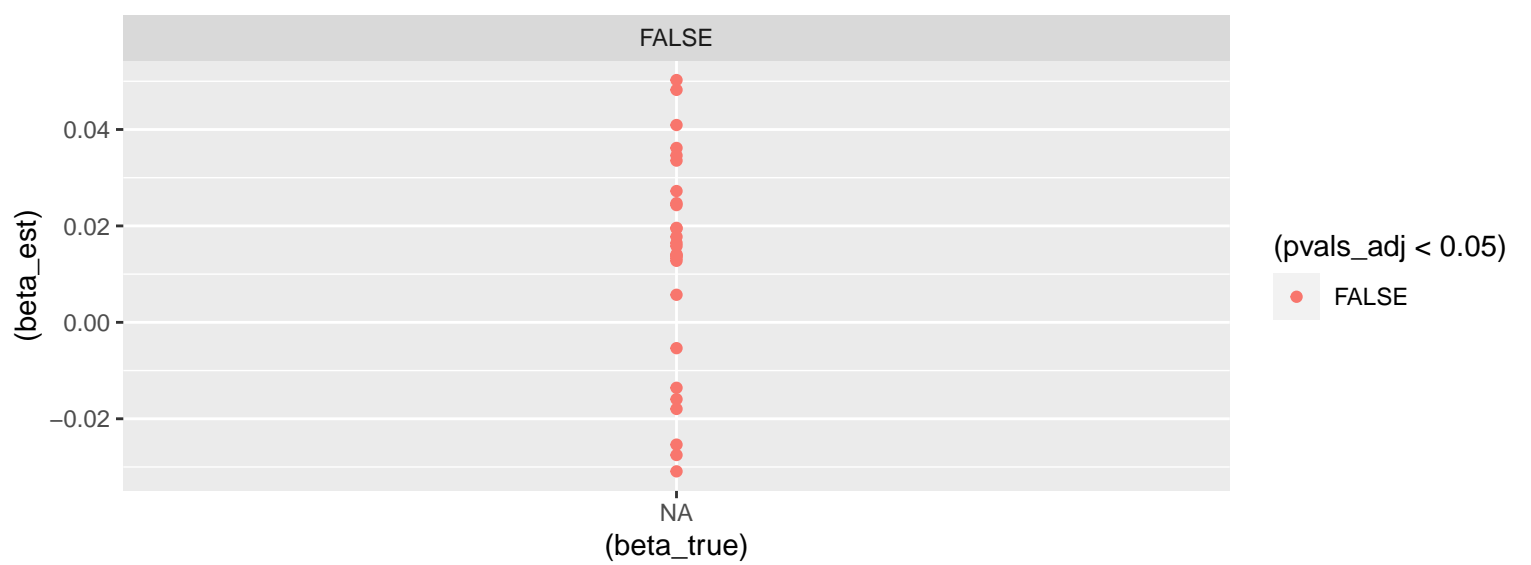 FALSE
0.04
0.02
0.00
−0.02
(beta_est)
NA
(beta_true)
(pvals_adj < 0.05)
FALSE